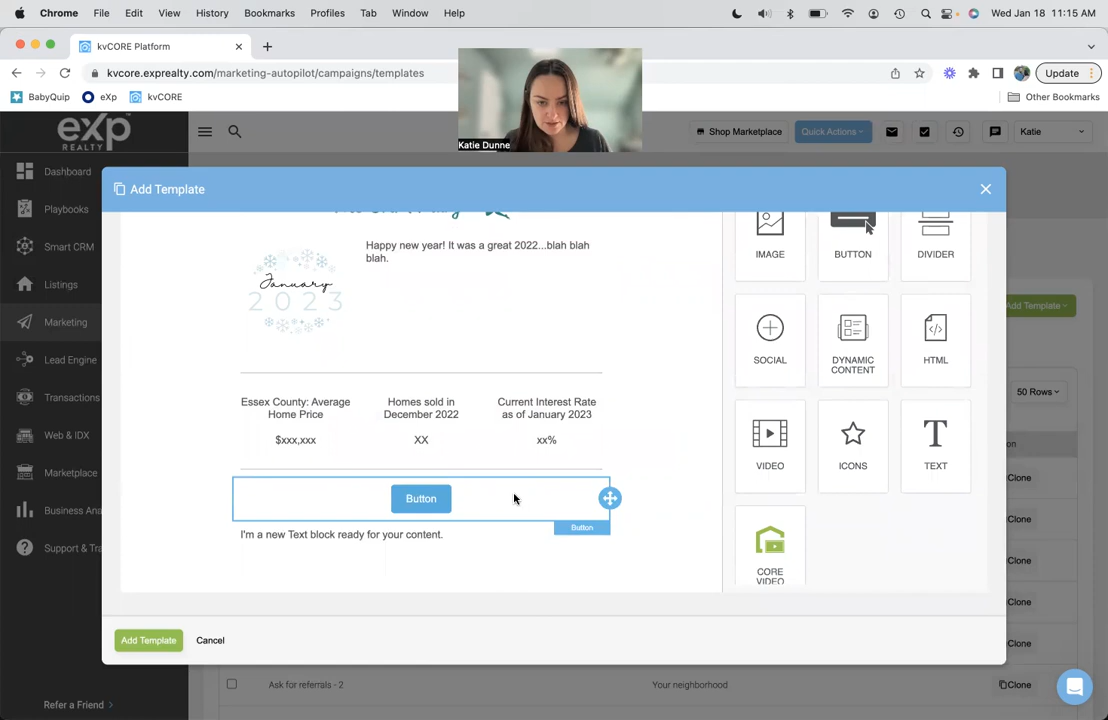 Chrome File Edit View History Bookmarks Profiles Tab Window Help
Wed Jan 18 11:15 AM
kvCORE Platform
kvcore.exprealty.com/marketing-autopilot/campaigns/templates
Update
BabyQuip eXp kvCORE
Other Bookmarks
Katie Dunne
eXp
REALTY
Shop Marketplace
Quick Actions
Katie
Dashboard
Playbooks
Smart CRM
Listings
Marketing
Lead Engine
Transactions
Web & IDX
Marketplace
Business Ana
Support & Tra
Refer a Friend
Add Template
Happy new year! It was a great 2022...blah blah
blah.
January
2023
Essex County: Average
Home Price
Homes sold in
December 2022
Current Interest Rate
as of January 2023
$xxx,xxx
XX
xx%
Button
Button
I'm a new Text block ready for your content.
IMAGE
BUTTON
DIVIDER
SOCIAL
DYNAMIC
CONTENT
HTML
VIDEO
ICONS
TEXT
CORE
VIDEO
Add Template
Cancel
Add Template
50 Rows
on
Clone
Clone
Clone
Clone
Clone
Ask for referrals - 2
Your neighborhood
Clone